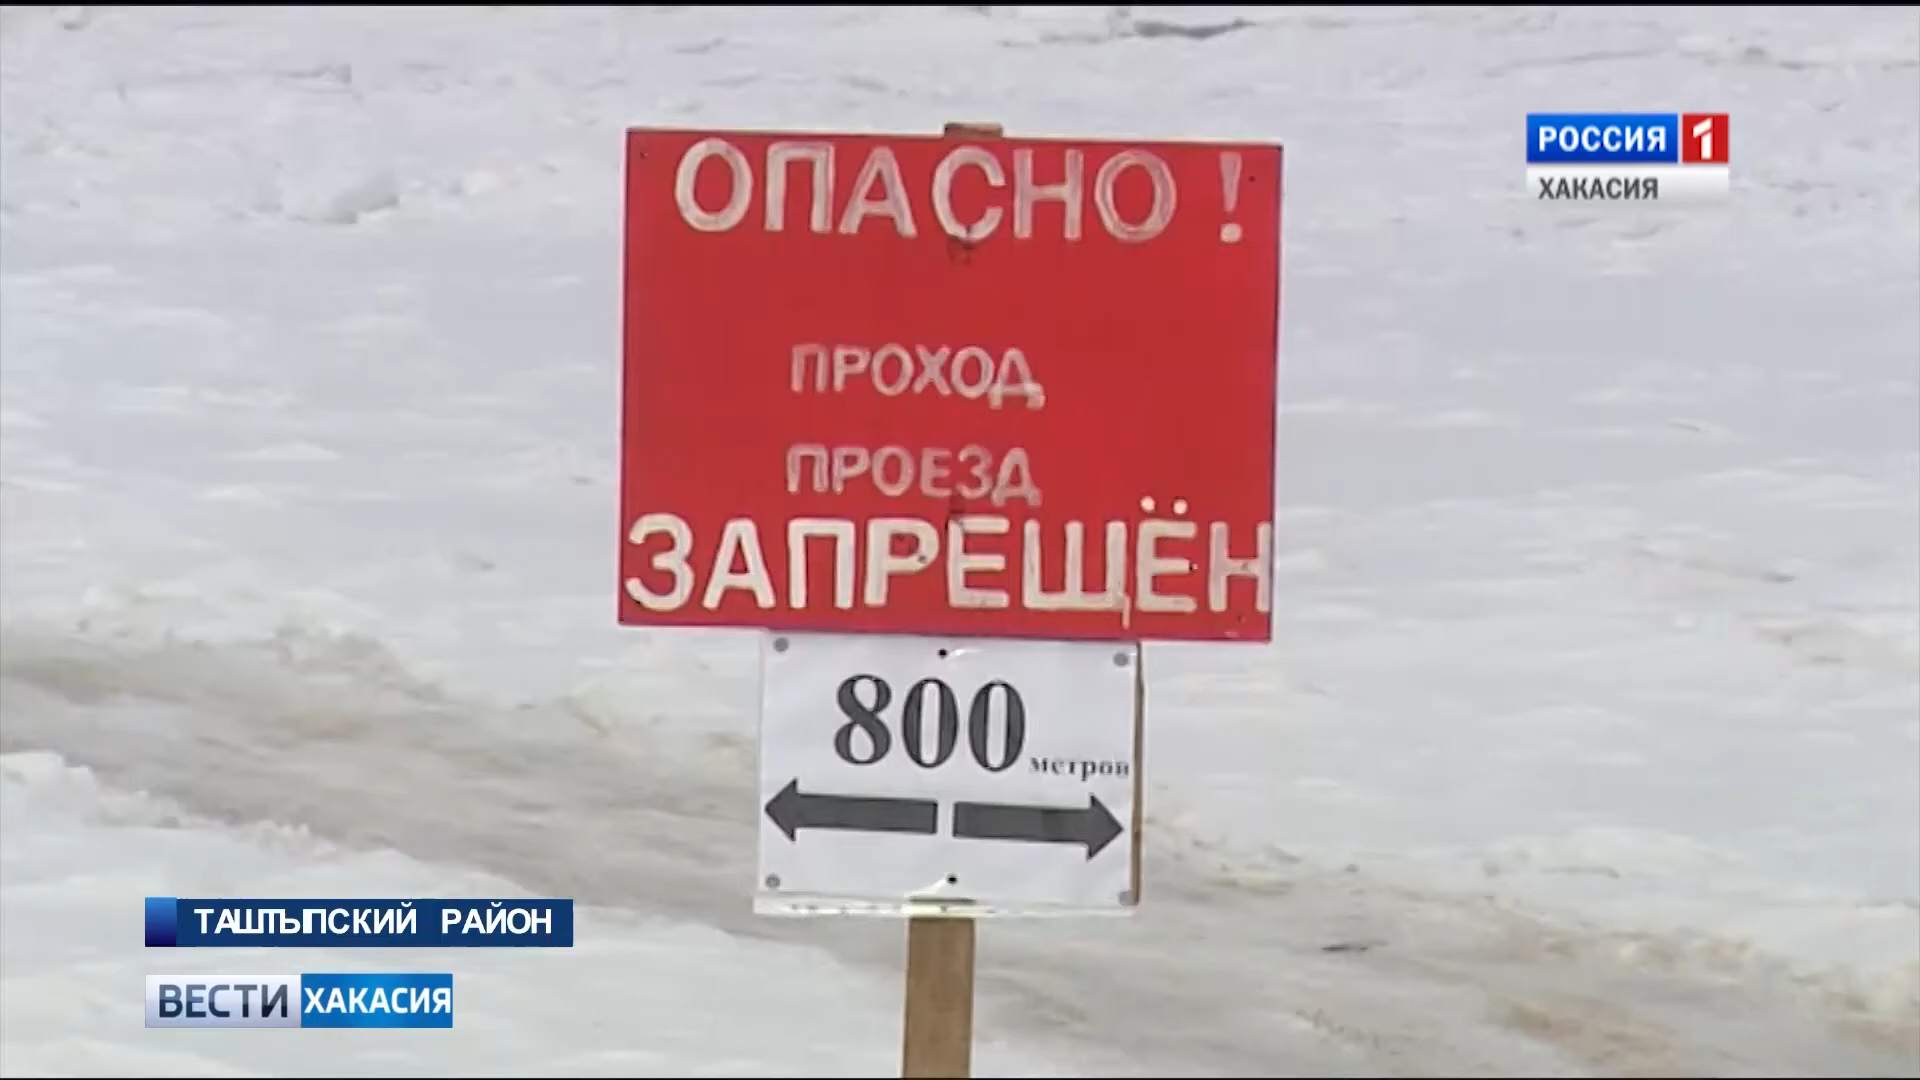 ОПАСНО !
РОССИЯ 1
ХАКАСИЯ
ПРОХОД
ПРОЕЗД
ЗАПРЕЩЁН
800 метров
ТАШТЫПСКИЙ РАЙОН
ВЕСТИ ХАКАСИЯ